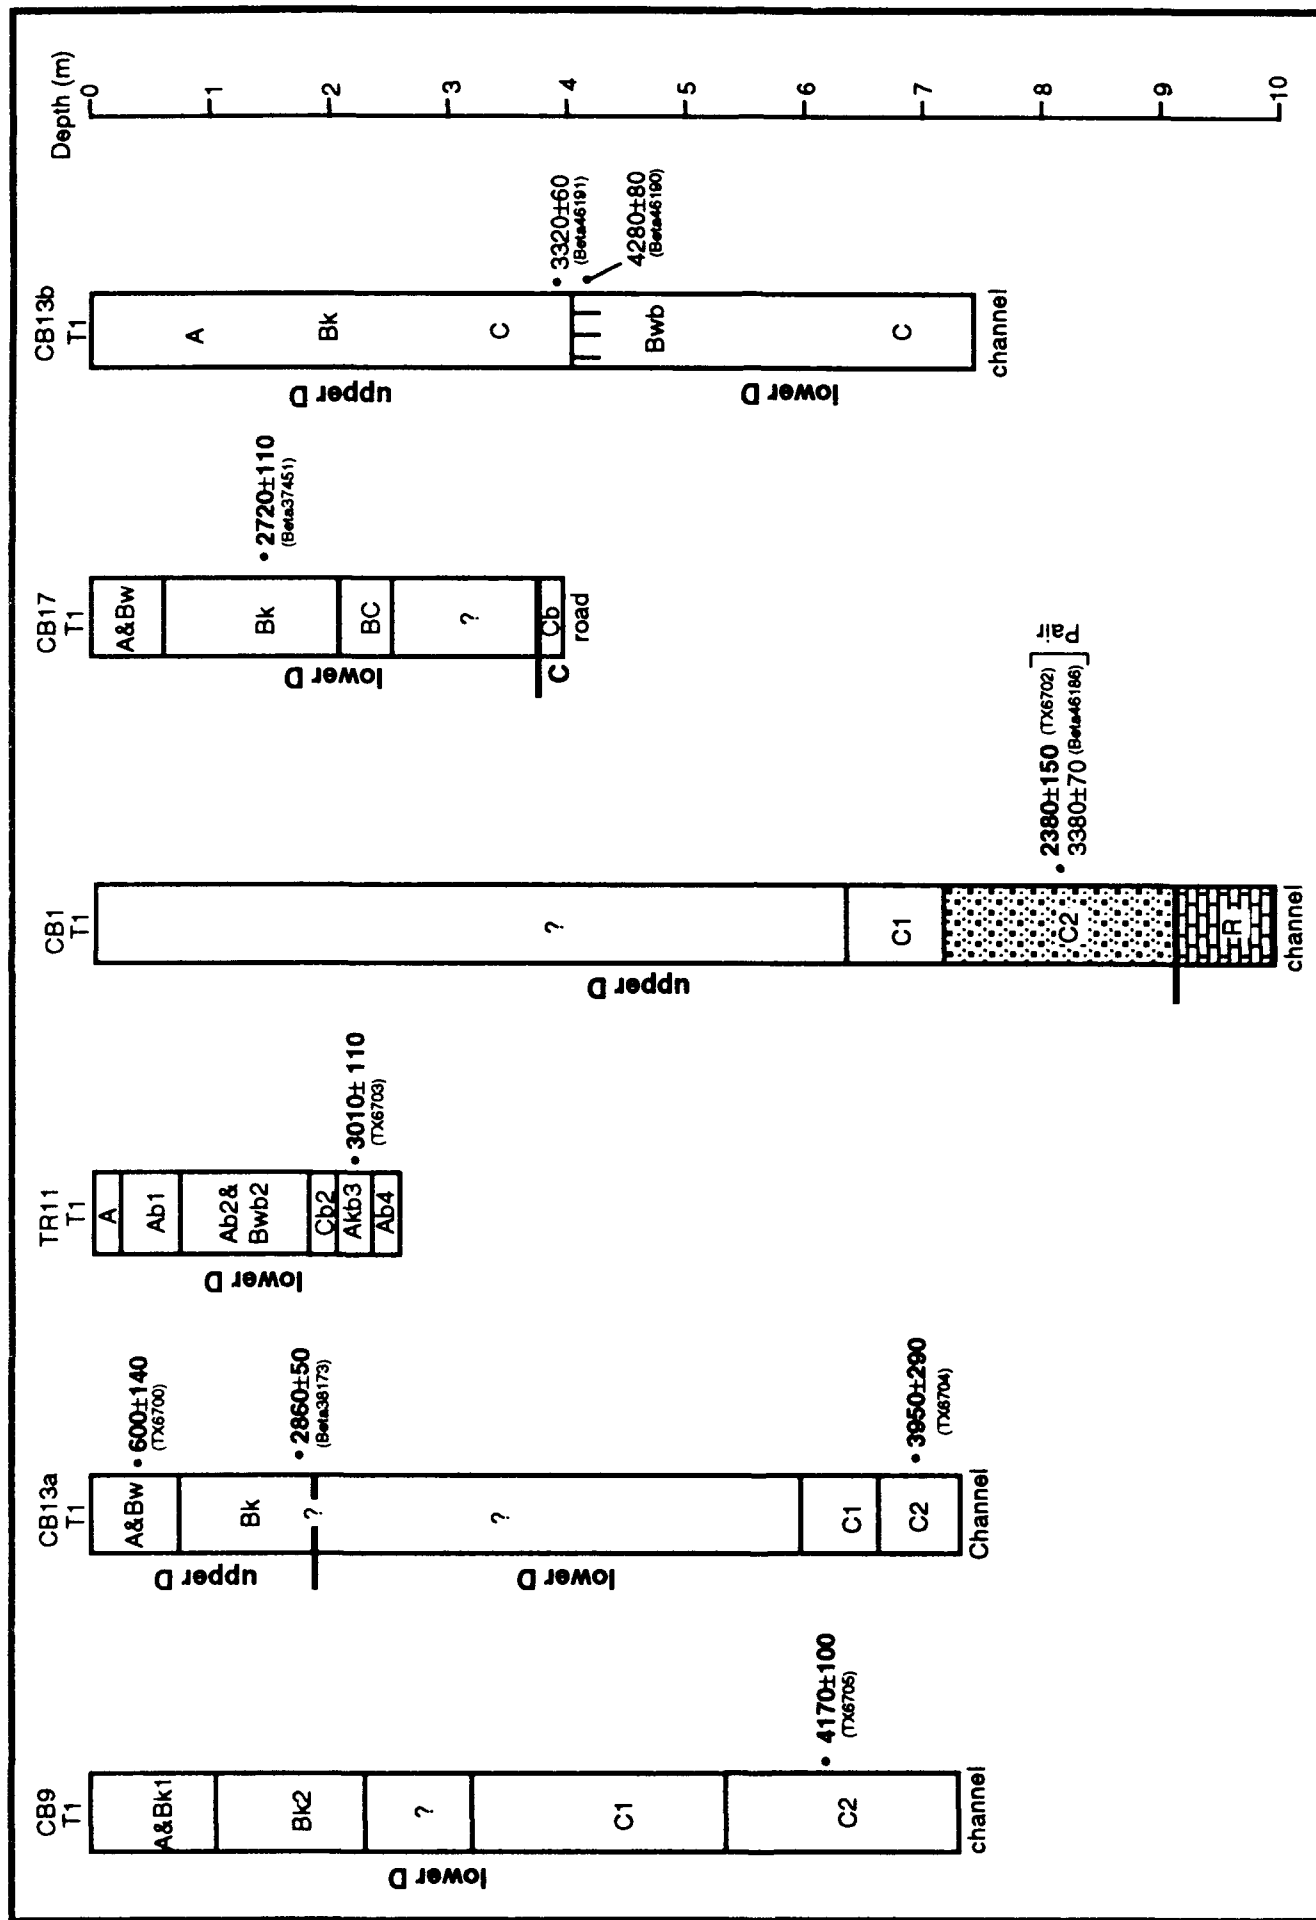 CB9
T1
A&Bk1
Bk2
?
C1
C2
channel
lower D
4170±100
(TX6705)
CB13a
T1
A&Bw
Bk
?
?
C1
C2
Channel
upper D
lower D
600±140
(TX6700)
2860±50
(Beta38173)
3950±290
(TX6704)
TR11
T1
A
Ab1
Ab2&
Bwb2
Cb2
Akb3
Ab4
lower D
3010± 110
(TX6703)
CB1
T1
?
C1
C2
R
channel
upper D
2380±150 (TX6702)
3380±70 (Beta46186)
Pair
CB17
T1
A&Bw
Bk
BC
?
Cb
road
lower D
C
2720±110
(Beta37451)
CB13b
T1
A
Bk
C
Bwb
C
channel
upper D
lower D
3320±60
(Beta46191)
4280±80
(Beta46190)
Depth (m)
0
1
2
3
4
5
6
7
8
9
10